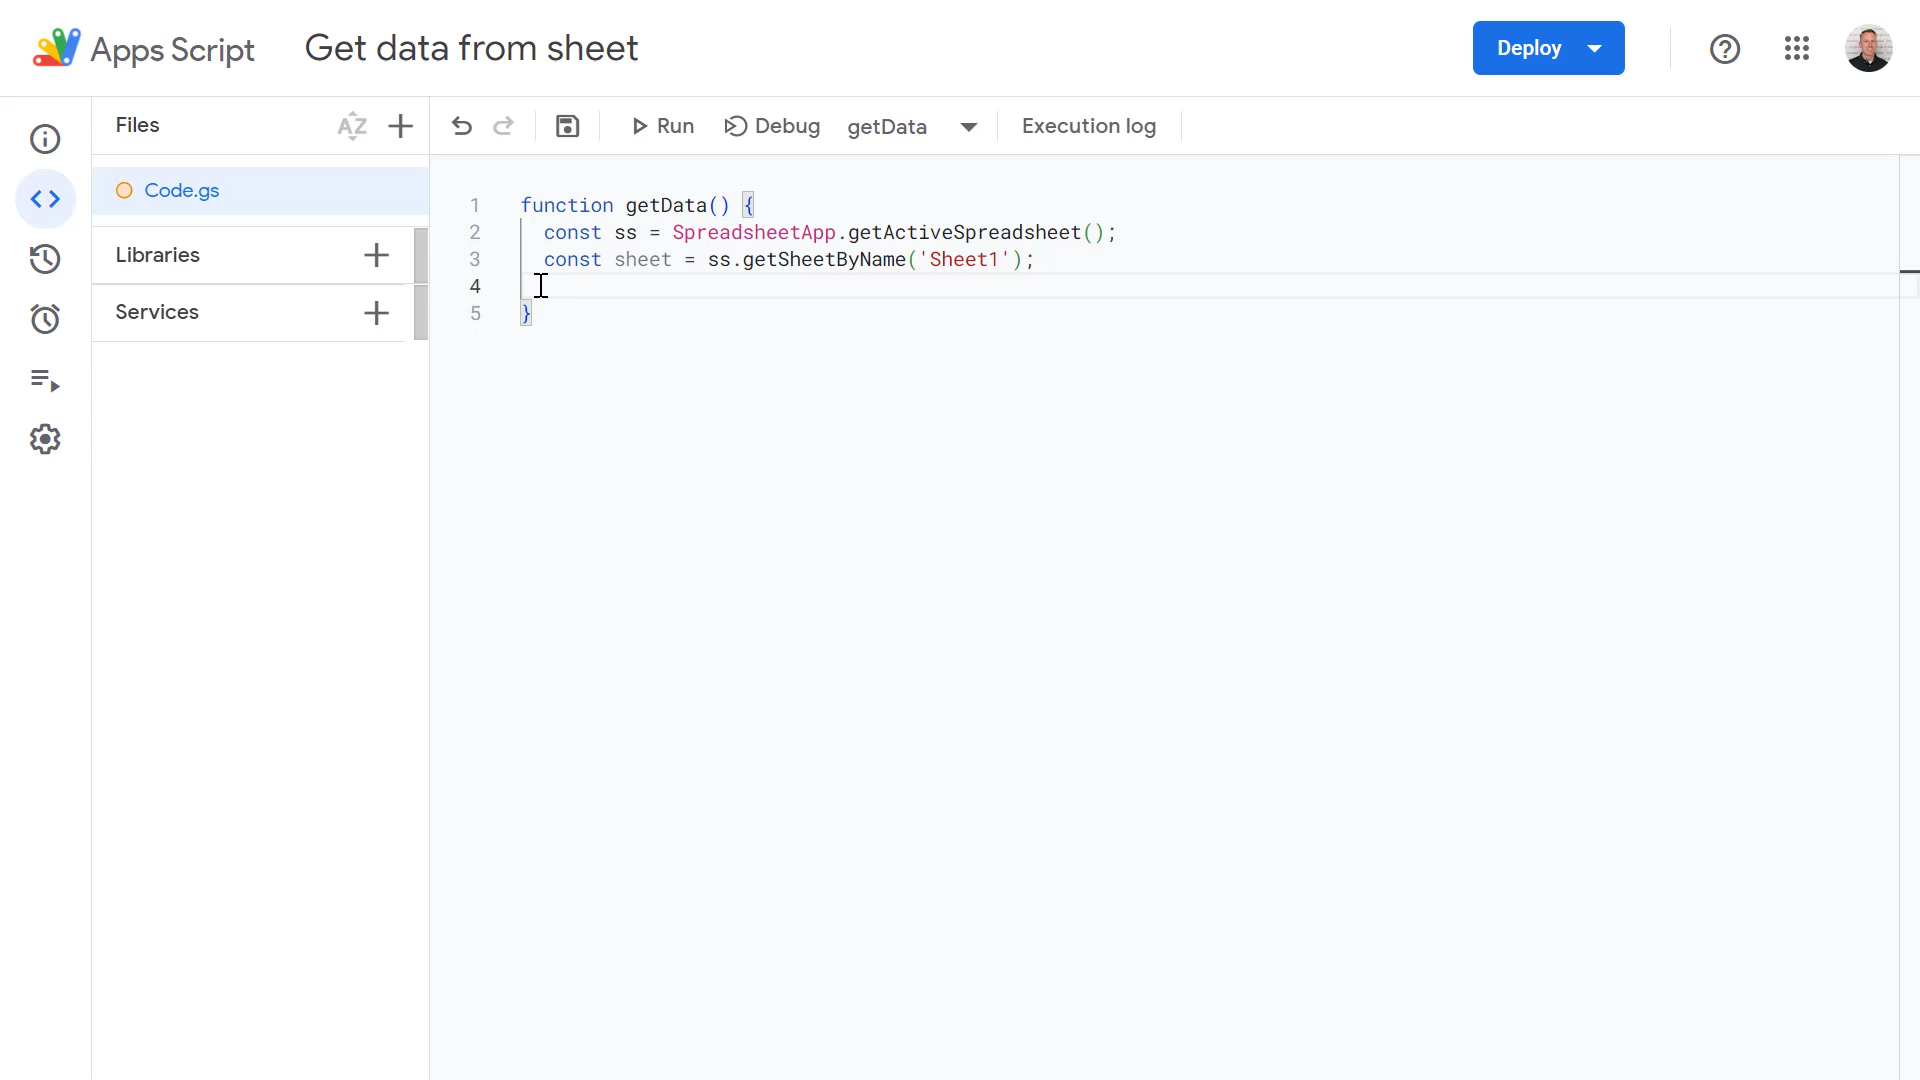 Apps Script
Get data from sheet
Deploy
Files
AZ
Run
Debug
getData
Execution log
Code.gs
Libraries
Services
1 function getData() {
2 const ss = SpreadsheetApp.getActiveSpreadsheet();
3 const sheet = ss.getSheetByName('Sheet1');
4
5 }